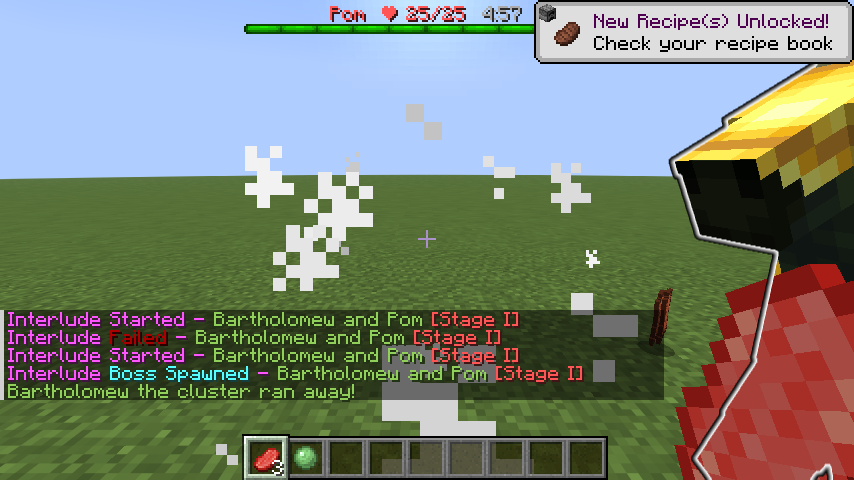 Pom ❤ 25/25 4:57
New Recipe(s) Unlocked!
Check your recipe book
Interlude Started - Bartholomew and Pom [Stage I]
Interlude Failed - Bartholomew and Pom [Stage I]
Interlude Started - Bartholomew and Pom [Stage I]
Interlude Boss Spawned - Bartholomew and Pom [Stage I]
Bartholomew the cluster ran away!
3